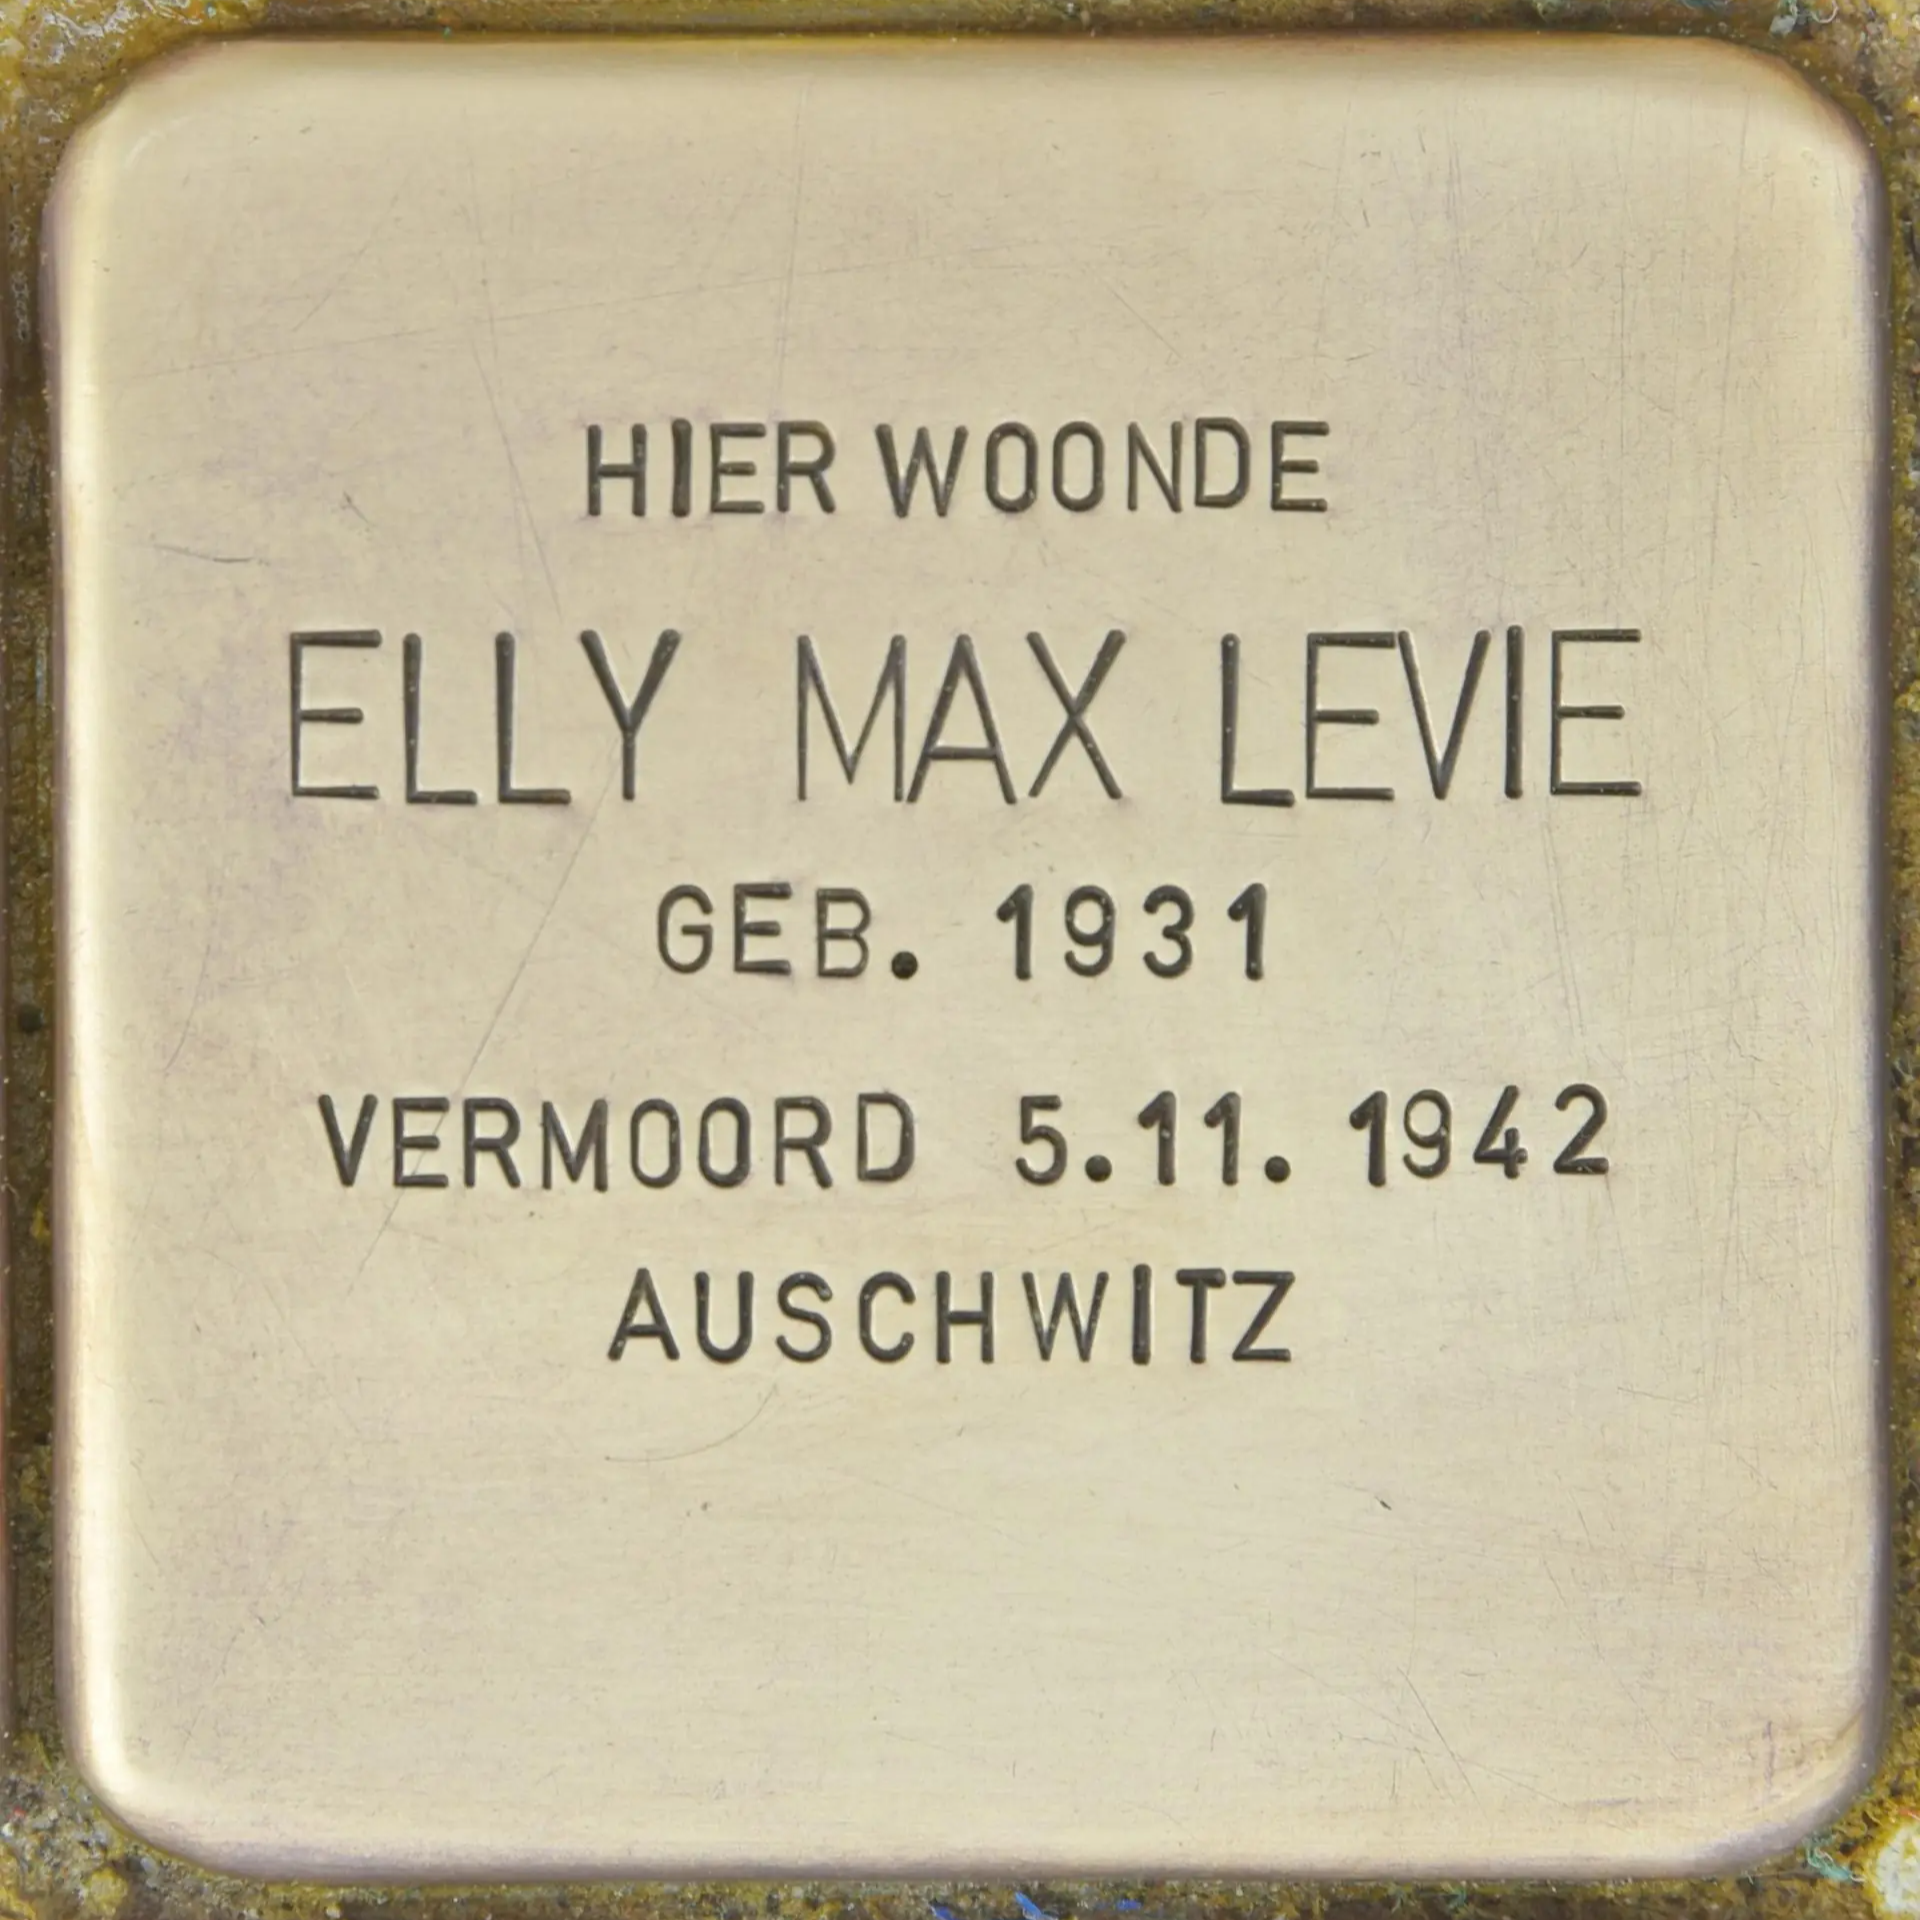 HIER WOONDE
ELLY MAX LEVIE
GEB. 1931
VERMOORD 5.11.1942
AUSCHWITZ